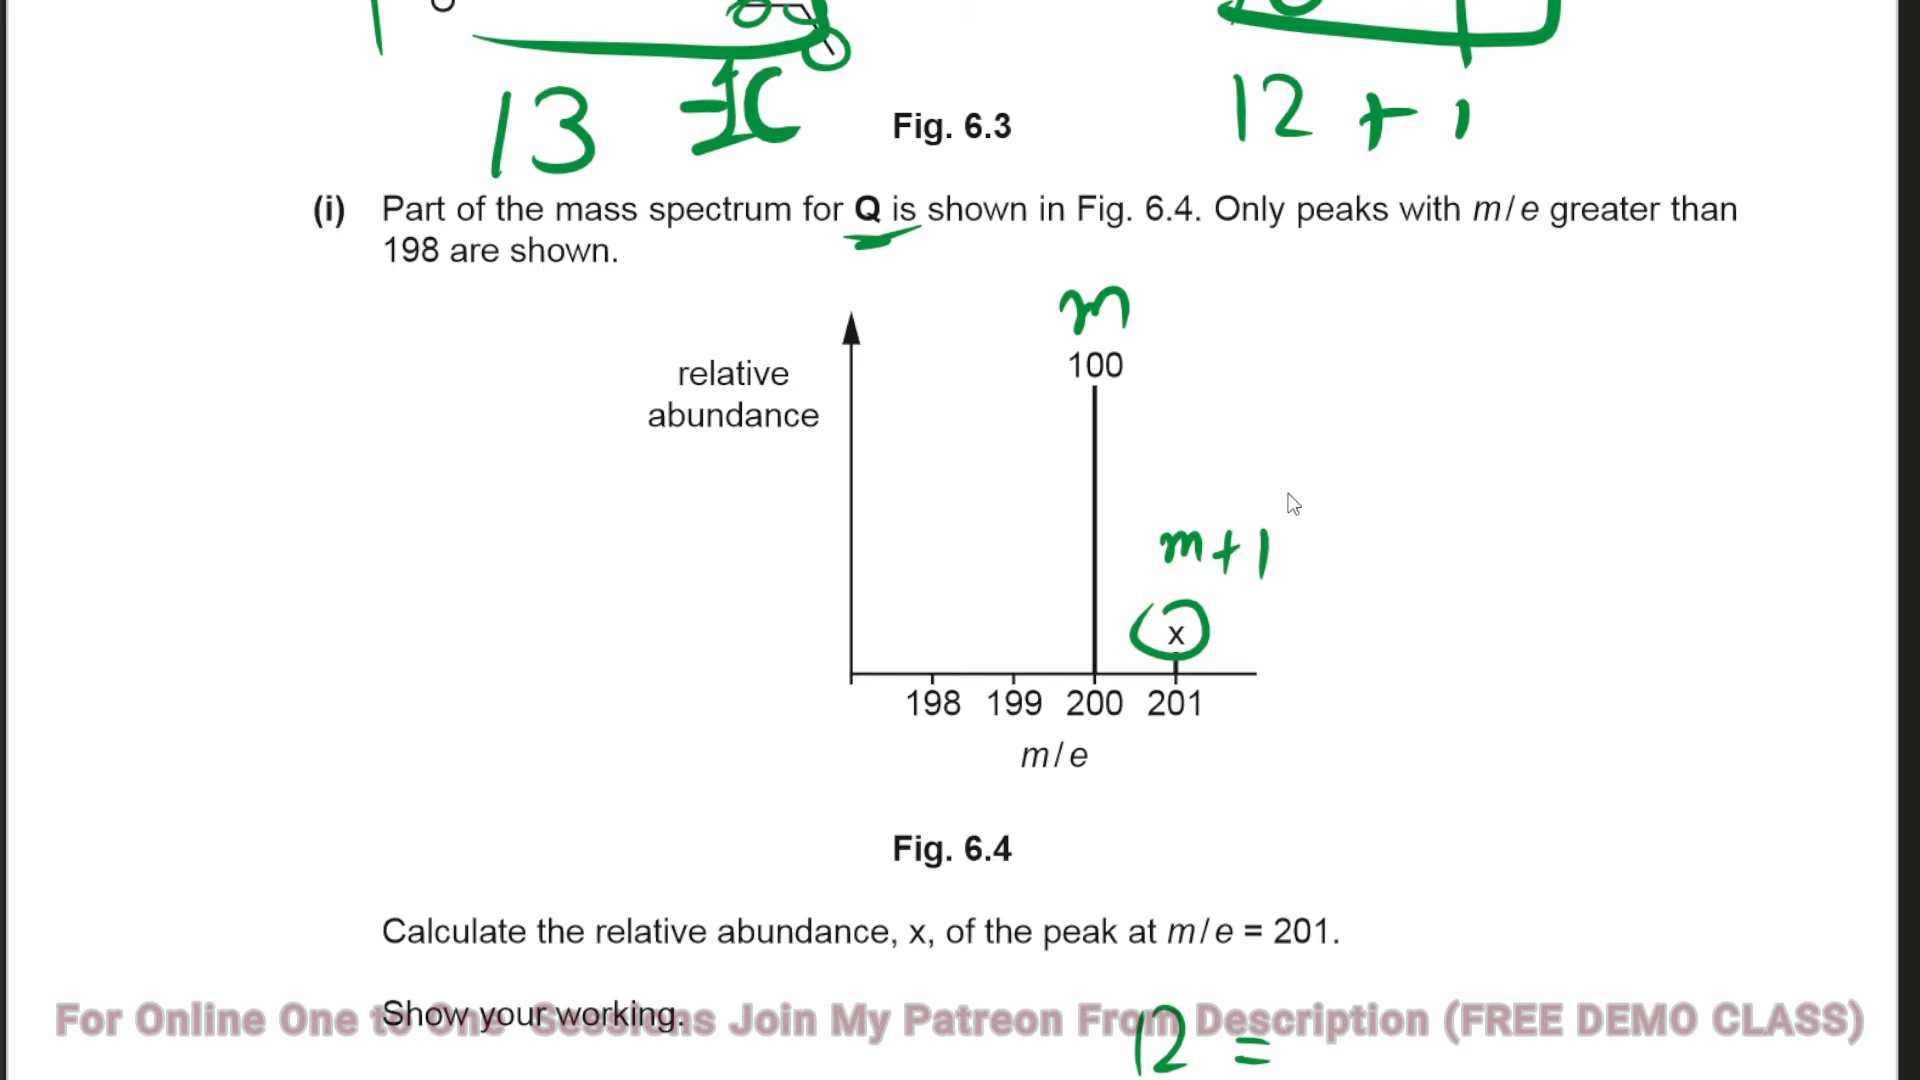 13 =1C
Fig. 6.3
12 + 1
(i) Part of the mass spectrum for Q is shown in Fig. 6.4. Only peaks with m/e greater than
198 are shown.
m
100
relative
abundance
m+1
x
198 199 200 201
m/e
Fig. 6.4
Calculate the relative abundance, x, of the peak at m/e = 201.
Show your working.
For Online One to One Sessions Join My Patreon From Description (FREE DEMO CLASS)
12 =